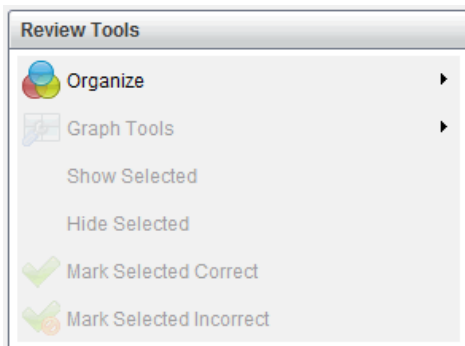 Review Tools
Organize
Graph Tools
Show Selected
Hide Selected
Mark Selected Correct
Mark Selected Incorrect